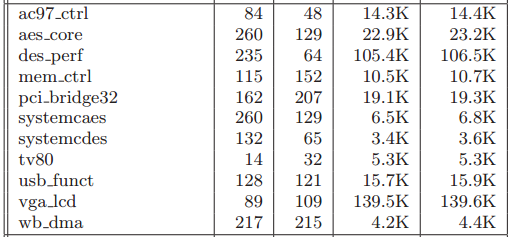 ac97_ctrl 84 48 14.3K 14.4K
aes_core 260 129 22.9K 23.2K
des_perf 235 64 105.4K 106.5K
mem_ctrl 115 152 10.5K 10.7K
pci_bridge32 162 207 19.1K 19.3K
systemcaes 260 129 6.5K 6.8K
systemcdes 132 65 3.4K 3.6K
tv80 14 32 5.3K 5.3K
usb_funct 128 121 15.7K 15.9K
vga_lcd 89 109 139.5K 139.6K
wb_dma 217 215 4.2K 4.4K